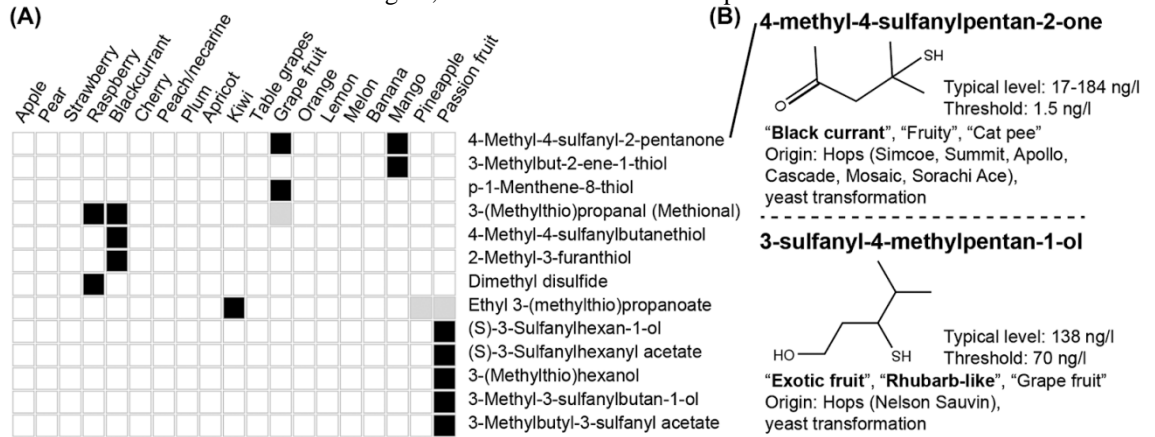 (A)
Apple
Pear
Strawberry
Raspberry
Blackcurrant
Cherry
Peach/necarine
Plum
Apricot
Kiwi
Table grapes
Grape fruit
Orange
Lemon
Melon
Banana
Mango
Pineapple
Passion fruit
4-Methyl-4-sulfanyl-2-pentanone
3-Methylbut-2-ene-1-thiol
p-1-Menthene-8-thiol
3-(Methylthio)propanal (Methional)
4-Methyl-4-sulfanylbutanethiol
2-Methyl-3-furanthiol
Dimethyl disulfide
Ethyl 3-(methylthio)propanoate
(S)-3-Sulfanylhexan-1-ol
(S)-3-Sulfanylhexanyl acetate
3-(Methylthio)hexanol
3-Methyl-3-sulfanylbutan-1-ol
3-Methylbutyl-3-sulfanyl acetate
(B)
4-methyl-4-sulfanylpentan-2-one
SH
O
Typical level: 17-184 ng/l
Threshold: 1.5 ng/l
"Black currant", "Fruity", "Cat pee"
Origin: Hops (Simcoe, Summit, Apollo,
Cascade, Mosaic, Sorachi Ace),
yeast transformation
3-sulfanyl-4-methylpentan-1-ol
HO
SH
Typical level: 138 ng/l
Threshold: 70 ng/l
"Exotic fruit", "Rhubarb-like", "Grape fruit"
Origin: Hops (Nelson Sauvin),
yeast transformation